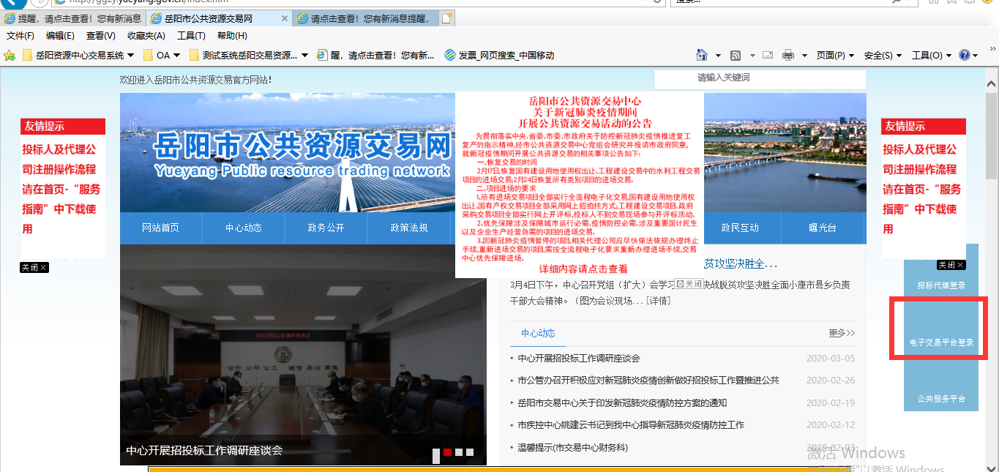 http://ggzy.yueyang.gov.cn/index.htm
搜索...
提醒，请点击查看！您有新消息
岳阳市公共资源交易网
请点击查看！您有新消息提醒，
文件(F) 编辑(E) 查看(V) 收藏夹(A) 工具(T) 帮助(H)
岳阳资源中心交易系统 OA 测试系统岳阳交易资源... 醒，请点击查看！您有新... 发票_网页搜索_中国移动
页面(P) 安全(S) 工具(O)
欢迎进入岳阳市公共资源交易官方网站!
请输入关键词
友情提示
投标人及代理公
司注册操作流程
请在首页-“服务
指南”中下载使
用
关闭 X
岳阳市公共资源交易网
Yueyang Public resource trading network
岳阳市公共资源交易中心
关于新冠肺炎疫情期间
开展公共资源交易活动的公告
为贯彻落实中央,省委,市委,市政府关于防控新冠肺炎疫情推进复工
复产的指示精神,经市公共资源交易中心党组会研究并报请市政府同意,
就新冠疫情期间开展公共资源交易的相关事项公告如下:
一、恢复交易的时间
2月17日,恢复国有建设用地使用权出让,工程建设交易中的水利工程交易
项目的进场交易;2月24日恢复所有类别项目的进场交易.
二、项目进场的要求
1、所有进场交易项目全部实行全流程电子化交易,国有建设用地使用权
出让,国有产权交易项目全部采用网上招拍挂方式;工程建设交易项目,政府
采购交易项目全部实行网上开评标,投标人不到交易现场参与开评标活动.
2.优先保障涉及保障城市运行必需,疫情防控必需,涉及重要国计民生
以及企业生产经营急需的项目的进场交易.
3.因新冠肺炎疫情暂停的项目,相关代理公司应尽快依法依规办理终止
手续,重新进场交易的项目,需按全流程电子化要求重新办理进场手续,交易
中心优先保障进场.
详细内容请点击查看
关闭
网站首页 中心动态 政务公开 政策法规 政民互动 曝光台
友情提示
投标人及代理公
司注册操作流程
请在首页-“服务
指南”中下载使
用
关闭 X
招标代理登录
电子交易平台登录
公共服务平台
招标投标工作调研座谈会
公开 公平 公正 诚信
中心开展招投标工作调研座谈会
贫攻坚决胜全...
3月4日下午，中心召开党组（扩大）会学习 决战脱贫攻坚决胜全面小康市县乡负责
干部大会精神。（图为会议现场...[详情]
中心动态 更多>>
中心开展招投标工作调研座谈会 2020-03-05
市公管办召开积极应对新冠肺炎疫情创新做好招投标工作暨推进公共 2020-02-26
岳阳市交易中心关于印发新冠肺炎疫情防控方案的通知 2020-02-19
市疾控中心姚建云书记到我中心指导新冠肺炎疫情防控工作 2020-02-12
温馨提示(市交易中心财务科) 2020-02-03
激活 Windows